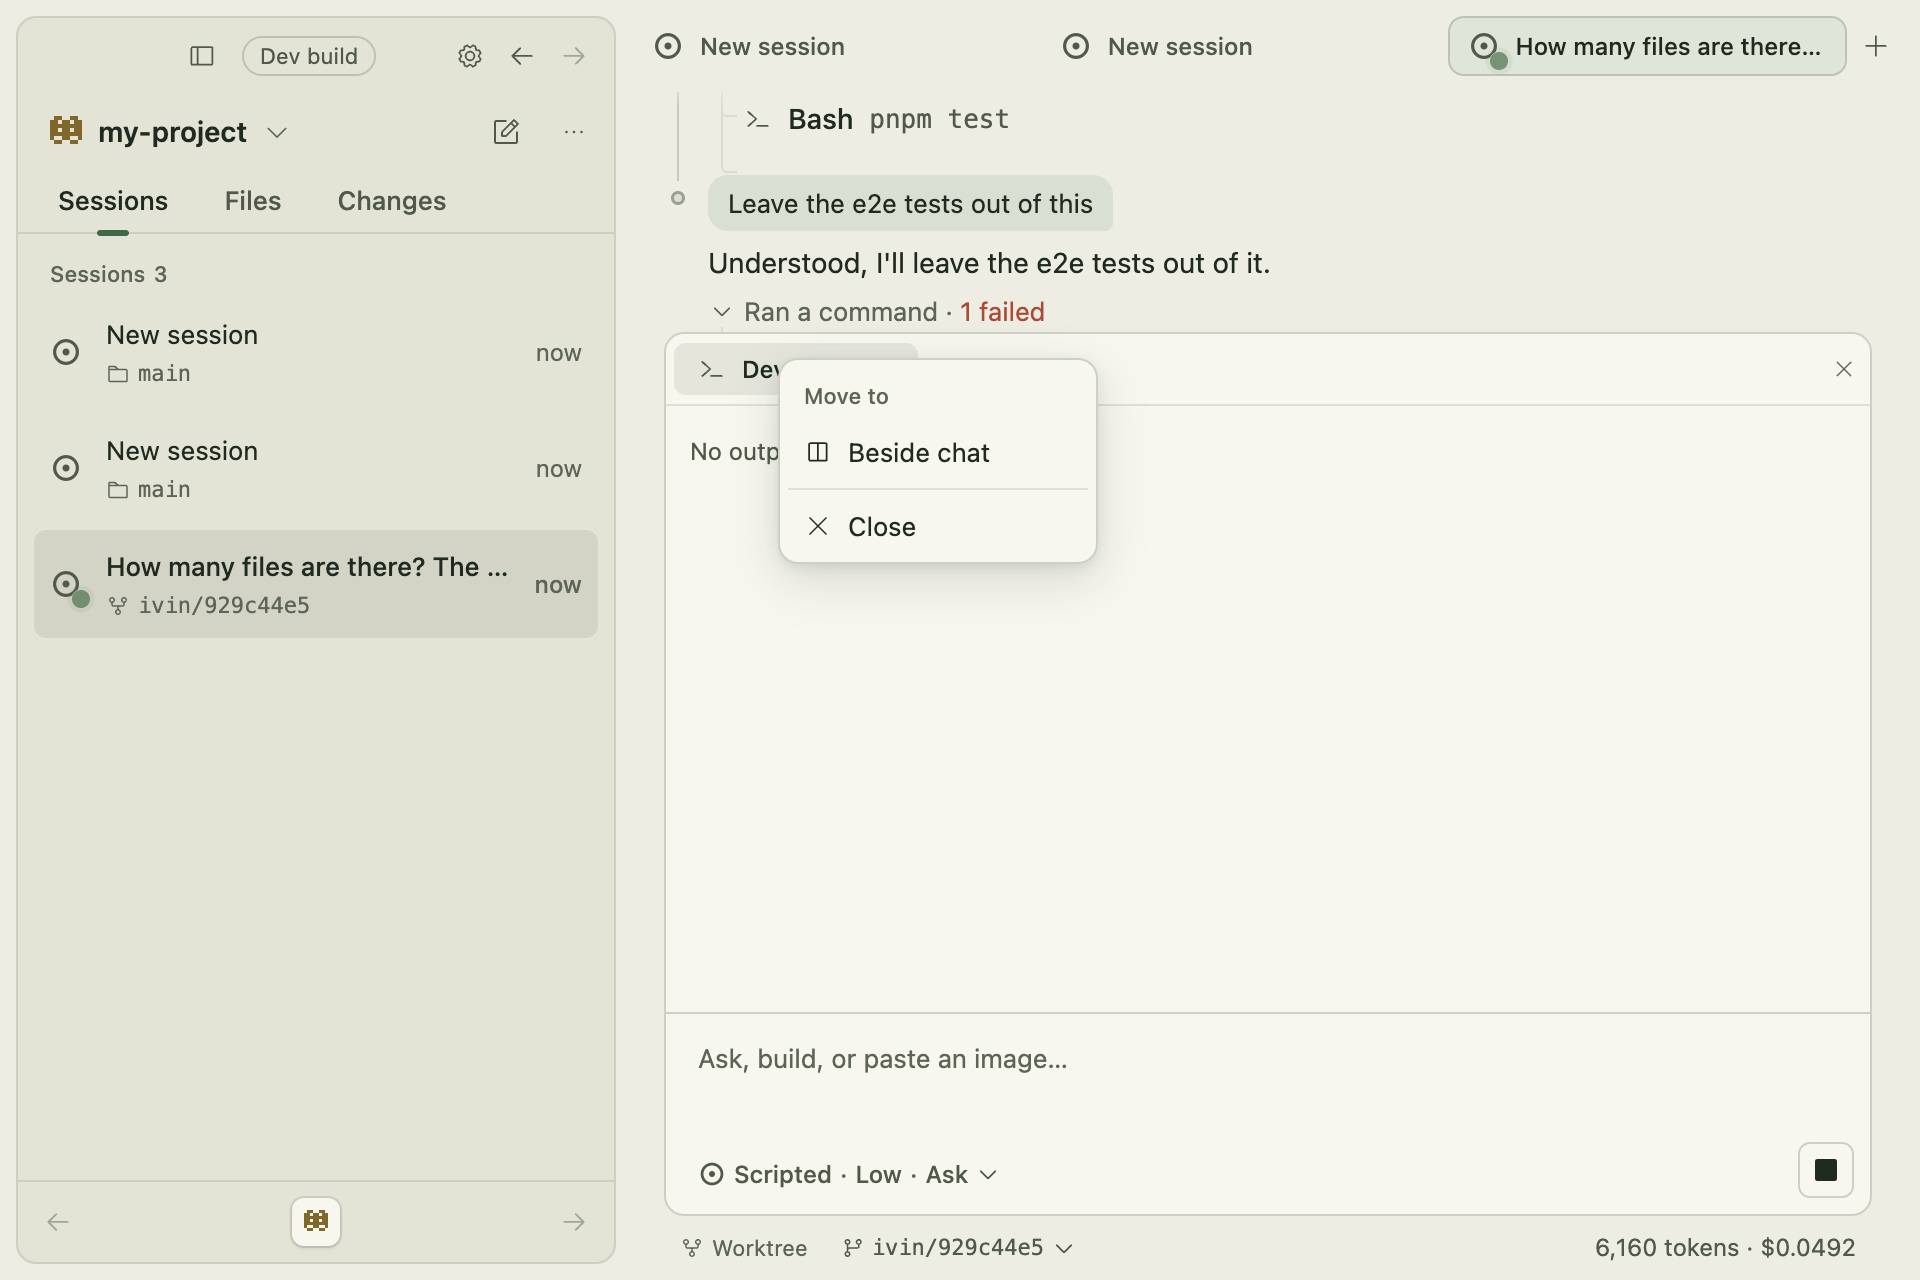 Dev build
my-project
Sessions
Files
Changes
Sessions 3
New session
now
main
New session
now
main
How many files are there? The ...
now
ivin/929c44e5
New session
New session
How many files are there...
Bash pnpm test
Leave the e2e tests out of this
Understood, I'll leave the e2e tests out of it.
Ran a command · 1 failed
Move to
Beside chat
Close
No
Ask, build, or paste an image...
Scripted · Low · Ask
Worktree
ivin/929c44e5
6,160 tokens · $0.0492